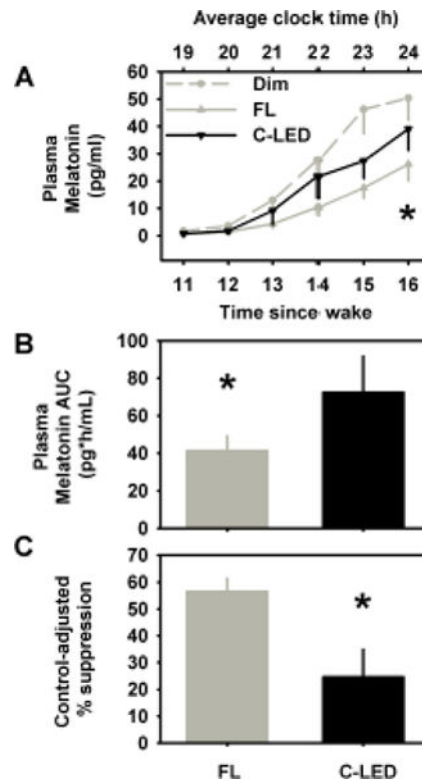 Average clock time (h)
19 20 21 22 23 24
A
60
50
40
30
20
10
0
Plasma
Melatonin
(pg/ml)
Dim
FL
C-LED
*
11 12 13 14 15 16
Time since wake
B
100
80
60
40
20
0
Plasma
Melatonin AUC
(pg*h/mL)
*
C
70
60
50
40
30
20
10
0
Control-adjusted
% suppression
*
FL C-LED